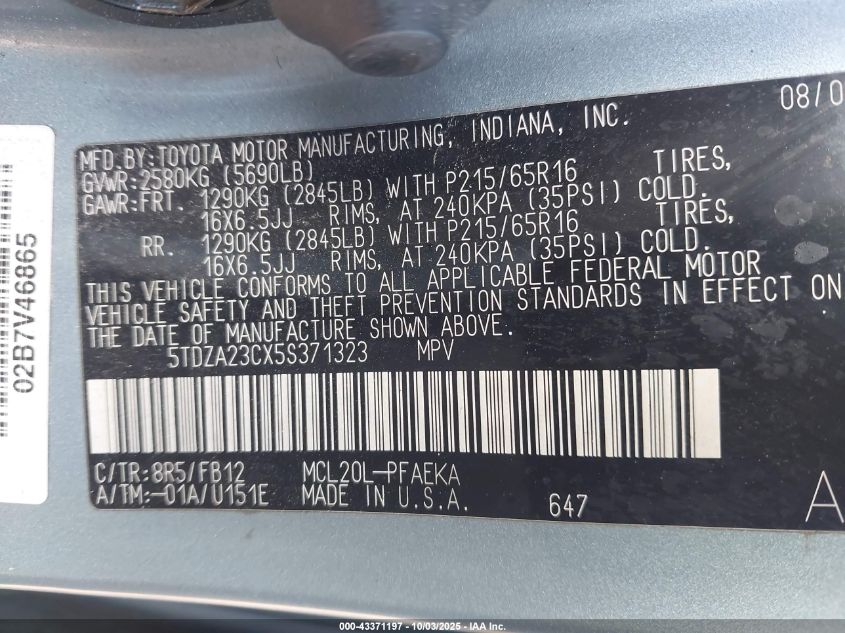 08/0
MFD.BY:TOYOTA MOTOR MANUFACTURING, INDIANA, INC.
GVWR:2580KG (5690LB)
GAWR:FRT. 1290KG (2845LB) WITH P215/65R16 TIRES,
16X6.5JJ RIMS, AT 240KPA (35PSI) COLD.
RR. 1290KG (2845LB) WITH P215/65R16 TIRES,
16X6.5JJ RIMS, AT 240KPA (35PSI) COLD.
THIS VEHICLE CONFORMS TO ALL APPLICABLE FEDERAL MOTOR
VEHICLE SAFETY AND THEFT PREVENTION STANDARDS IN EFFECT ON
THE DATE OF MANUFACTURE SHOWN ABOVE.
5TDZA23CX5S371323 MPV
C/TR:8R5/FB12 MCL20L-PFAEKA
A/TM:-01A/U151E MADE IN U.S.A. 647 A
02B7V46865
000-43371197 - 10/03/2025 - IAA Inc.